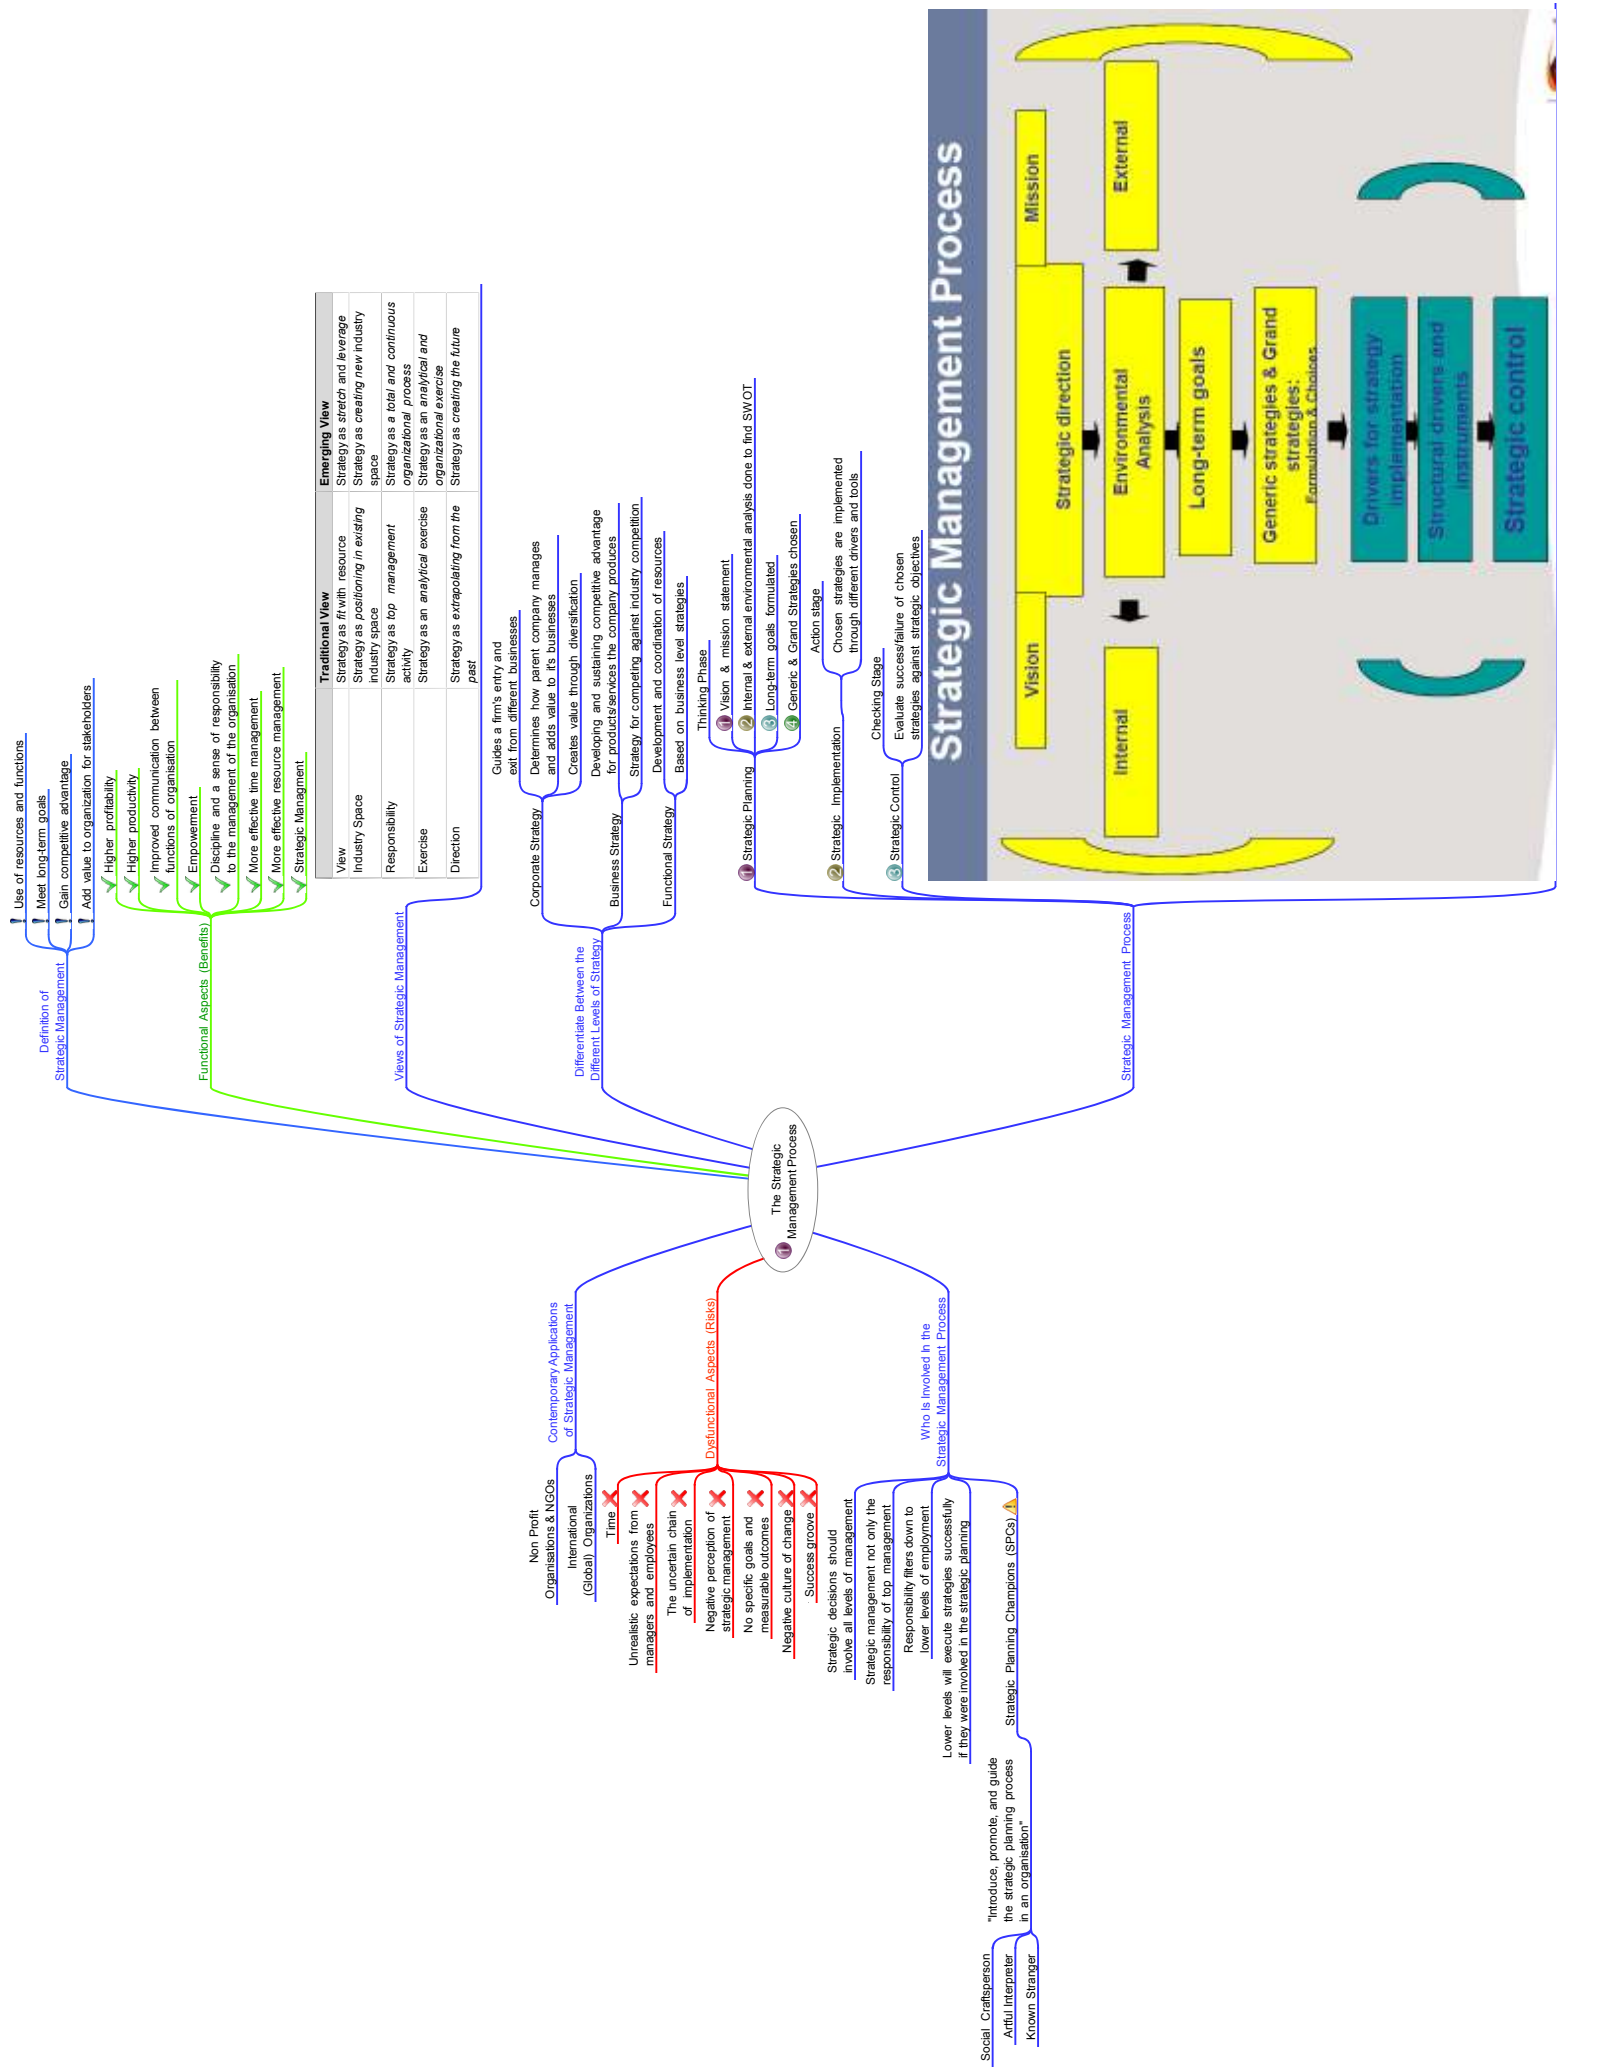 The Strategic
Management Process
Definition of
Strategic Management
Use of resources and functions
Meet long-term goals
Gain competitive advantage
Add value to organization for stakeholders
Functional Aspects (Benefits)
Higher profitability
Higher productivity
Improved communication between
functions of organisation
Empowerment
Discipline and a sense of responsibility
to the management of the organisation
More effective time management
More effective resource management
Strategic Managment
Views of Strategic Management
Traditional View Emerging View
View Strategy as fit with resource Strategy as stretch and leverage
Industry Space Strategy as positioning in existing Strategy as creating new industry
industry space space
Responsibility Strategy as top management Strategy as a total and continuous
activity organizational process
Exercise Strategy as an analytical exercise Strategy as an analytical and
organizational exercise
Direction Strategy as extrapolating from the Strategy as creating the future
past
Differentiate Between the
Different Levels of Strategy
Corporate Strategy
Guides a firm's entry and
exit from different businesses
Determines how parent company manages
and adds value to it's businesses
Creates value through diversification
Business Strategy
Developing and sustaining competitive advantage
for products/services the company produces
Strategy for competing against industry competition
Functional Strategy
Development and coordination of resources
Based on business level strategies
Strategic Management Process
1 Strategic Planning
Thinking Phase
1 Vision & mission statement
2 Internal & external environmental analysis done to find SWOT
3 Long-term goals formulated
4 Generic & Grand Strategies chosen
2 Strategic Implementation
Action stage
Chosen strategies are implemented
through different drivers and tools
3 Strategic Control
Checking Stage
Evaluate success/failure of chosen
strategies against strategic objectives
Strategic Management Process
Vision
Mission
Strategic direction
Internal
Environmental
Analysis
External
Long-term goals
Generic strategies & Grand
strategies:
Formulation & Choices
Drivers for strategy
implementation
Structural drivers and
instruments
Strategic control
1
Contemporary Applications
of Strategic Management
Non Profit
Organisations & NGOs
International
(Global) Organizations
Dysfunctional Aspects (Risks)
Time
Unrealistic expectations from
managers and employees
The uncertain chain
of implementation
Negative perception of
strategic management
No specific goals and
measurable outcomes
Negative culture of change
Success groove
Who Is Involved In the
Strategic Management Process
Strategic decisions should
involve all levels of management
Strategic management not only the
responsibility of top management
Responsibility filters down to
lower levels of employment
Lower levels will execute strategies successfully
if they were involved in the strategic planning
Strategic Planning Champions (SPCs)
"Introduce, promote, and guide
the strategic planning process
in an organisation"
Social Craftsperson
Artful Interpreter
Known Stranger